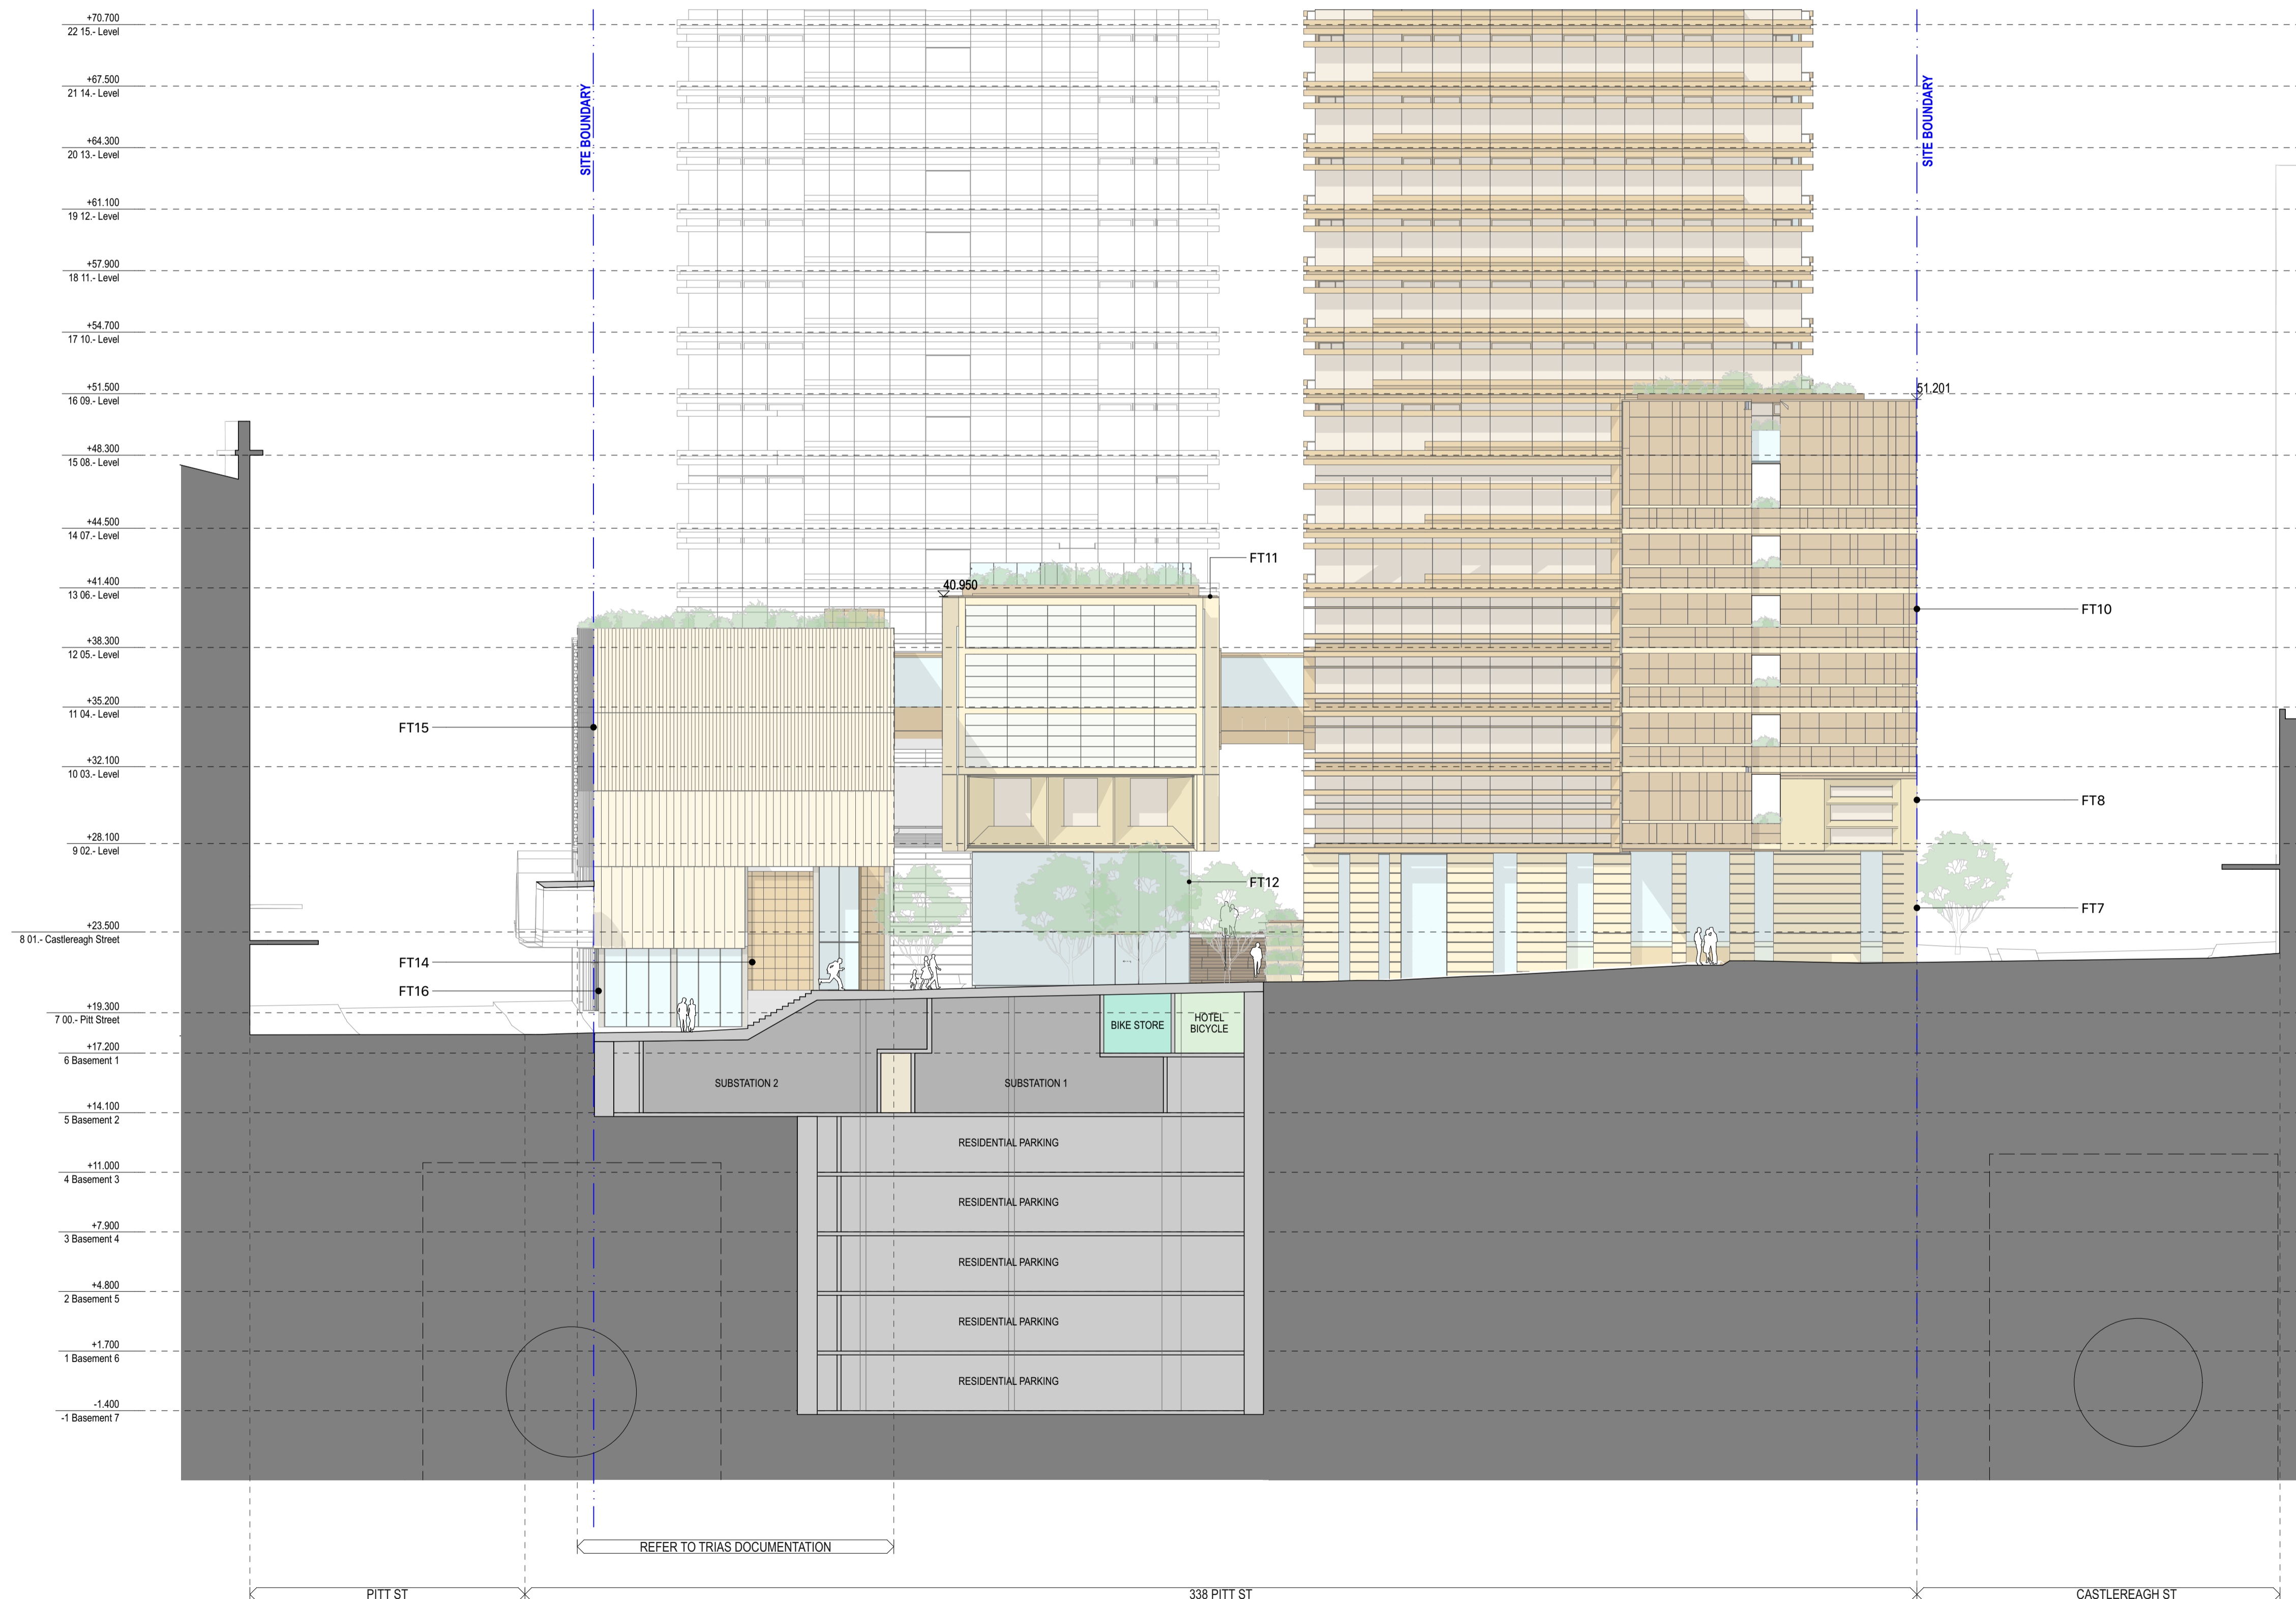 +70.700
22 15.- Level
+67.500
21 14.- Level
+64.300
20 13.- Level
+61.100
19 12.- Level
+57.900
18 11.- Level
+54.700
17 10.- Level
+51.500
16 09.- Level
+48.300
15 08.- Level
+44.500
14 07.- Level
+41.400
13 06.- Level
+38.300
12 05.- Level
+35.200
11 04.- Level
+32.100
10 03.- Level
+28.100
9 02.- Level
+23.500
8 01.- Castlereagh Street
+19.300
7 00.- Pitt Street
+17.200
6 Basement 1
+14.100
5 Basement 2
+11.000
4 Basement 3
+7.900
3 Basement 4
+4.800
2 Basement 5
+1.700
1 Basement 6
-1.400
-1 Basement 7
SITE BOUNDARY
SITE BOUNDARY
51.201
40.950
FT11
FT10
FT15
FT8
FT12
FT7
FT14
FT16
BIKE STORE
HOTEL
BICYCLE
SUBSTATION 2
SUBSTATION 1
RESIDENTIAL PARKING
RESIDENTIAL PARKING
RESIDENTIAL PARKING
RESIDENTIAL PARKING
RESIDENTIAL PARKING
REFER TO TRIAS DOCUMENTATION
PITT ST
338 PITT ST
CASTLEREAGH ST